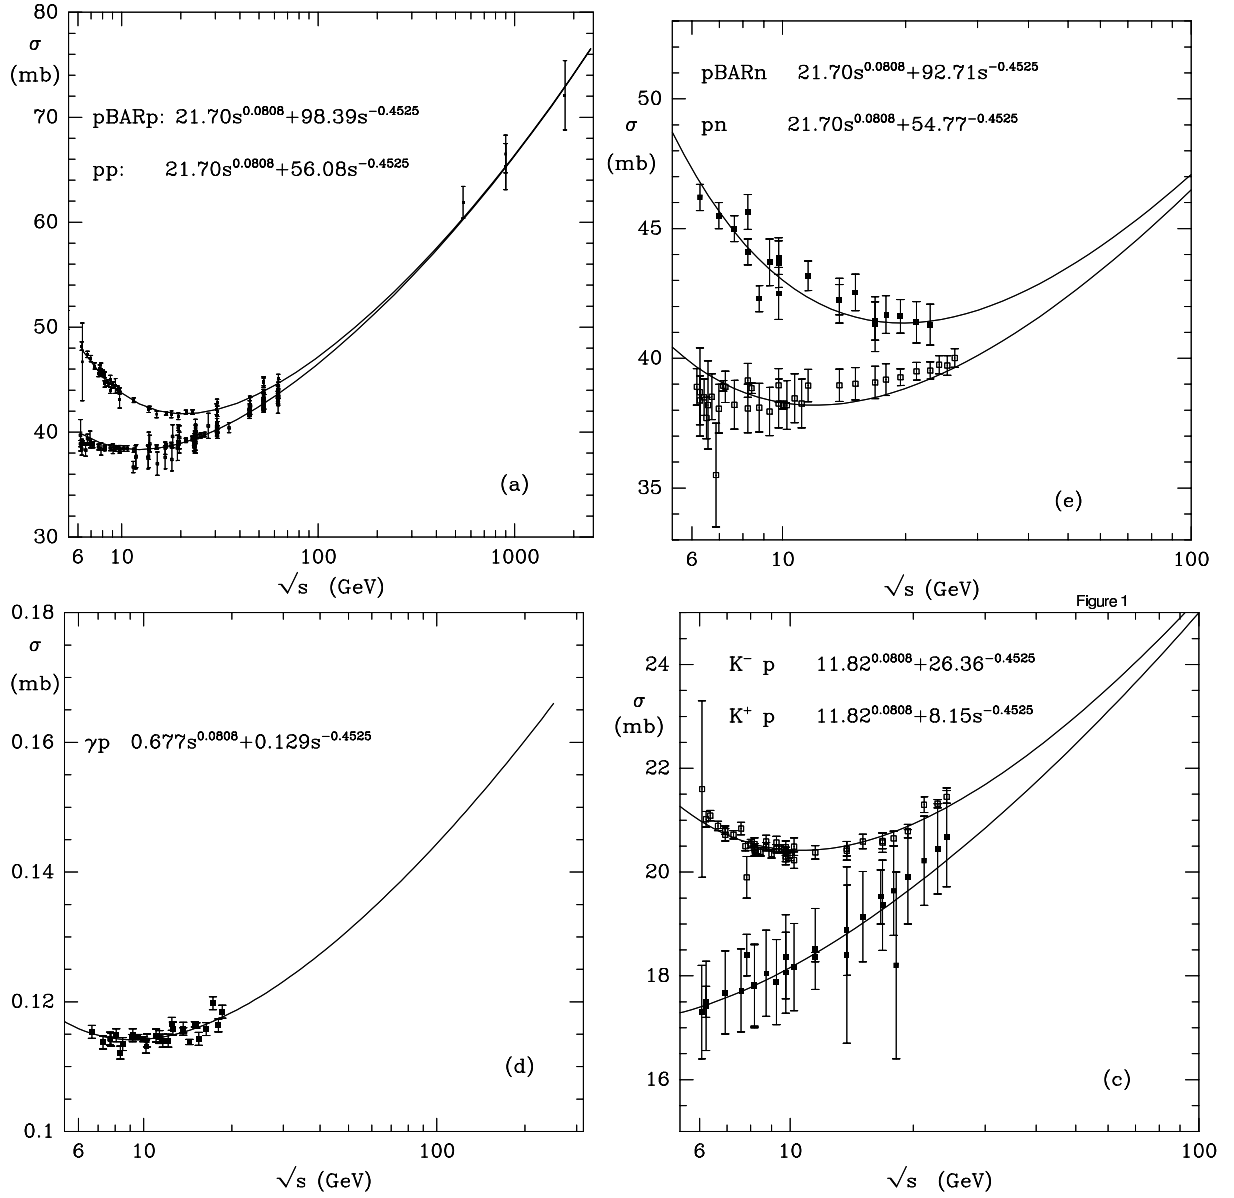 80
σ
(mb)
70
60
50
40
30
pBARp: 21.70s^0.0808+98.39s^−0.4525
pp: 21.70s^0.0808+56.08s^−0.4525
(a)
6 10 100 1000
√s (GeV)
50
σ
(mb)
45
40
35
pBARn 21.70s^0.0808+92.71s^−0.4525
pn 21.70s^0.0808+54.77^−0.4525
(e)
6 10 100
√s (GeV)
Figure 1
0.18
σ
(mb)
0.16
0.14
0.12
0.1
γp 0.677s^0.0808+0.129s^−0.4525
(d)
6 10 100
√s (GeV)
24
σ
(mb)
22
20
18
16
K^− p 11.82^0.0808+26.36^−0.4525
K^+ p 11.82^0.0808+8.15s^−0.4525
(c)
6 10 100
√s (GeV)